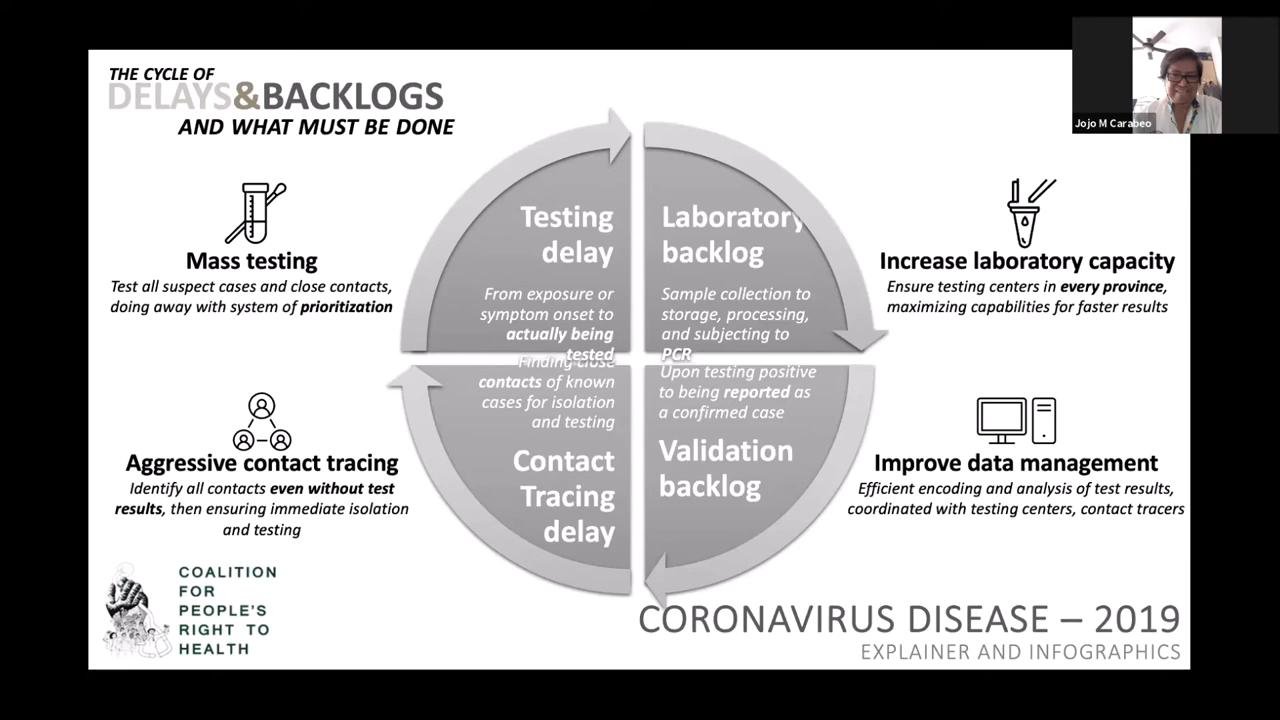 THE CYCLE OF
DELAYS&BACKLOGS
AND WHAT MUST BE DONE
Jojo M Carabeo
Mass testing
Test all suspect cases and close contacts,
doing away with system of prioritization
Testing
delay
From exposure or
symptom onset to
actually being
tested
Laboratory
backlog
Sample collection to
storage, processing,
and subjecting to
PCR
Increase laboratory capacity
Ensure testing centers in every province,
maximizing capabilities for faster results
Aggressive contact tracing
Identify all contacts even without test
results, then ensuring immediate isolation
and testing
Finding close
contacts of known
cases for isolation
and testing
Contact
Tracing
delay
Upon testing positive
to being reported as
a confirmed case
Validation
backlog
Improve data management
Efficient encoding and analysis of test results,
coordinated with testing centers, contact tracers
COALITION
FOR
PEOPLE'S
RIGHT TO
HEALTH
CORONAVIRUS DISEASE – 2019
EXPLAINER AND INFOGRAPHICS